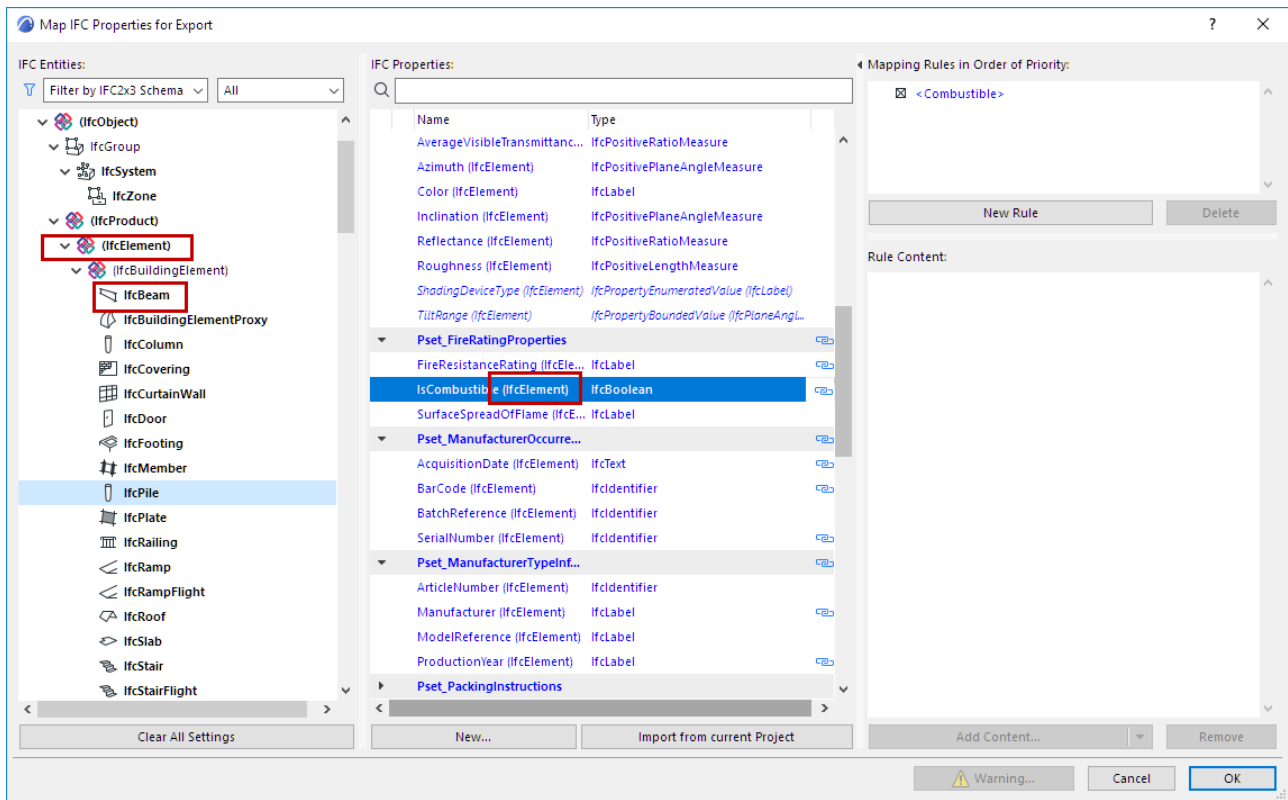 Map IFC Properties for Export
?
IFC Entities:
Filter by IFC2x3 Schema
All
(IfcObject)
IfcGroup
IfcSystem
IfcZone
(IfcProduct)
(IfcElement)
(IfcBuildingElement)
IfcBeam
IfcBuildingElementProxy
IfcColumn
IfcCovering
IfcCurtainWall
IfcDoor
IfcFooting
IfcMember
IfcPile
IfcPlate
IfcRailing
IfcRamp
IfcRampFlight
IfcRoof
IfcSlab
IfcStair
IfcStairFlight
Clear All Settings
IFC Properties:
Name Type
AverageVisibleTransmittanc... IfcPositiveRatioMeasure
Azimuth (IfcElement) IfcPositivePlaneAngleMeasure
Color (IfcElement) IfcLabel
Inclination (IfcElement) IfcPositivePlaneAngleMeasure
Reflectance (IfcElement) IfcPositiveRatioMeasure
Roughness (IfcElement) IfcPositiveLengthMeasure
ShadingDeviceType (IfcElement) IfcPropertyEnumeratedValue (IfcLabel)
TiltRange (IfcElement) IfcPropertyBoundedValue (IfcPlaneAngl...
Pset_FireRatingProperties
FireResistanceRating (IfcEle... IfcLabel
IsCombustible (IfcElement) IfcBoolean
SurfaceSpreadOfFlame (IfcE... IfcLabel
Pset_ManufacturerOccurre...
AcquisitionDate (IfcElement) IfcText
BarCode (IfcElement) IfcIdentifier
BatchReference (IfcElement) IfcIdentifier
SerialNumber (IfcElement) IfcIdentifier
Pset_ManufacturerTypeInf...
ArticleNumber (IfcElement) IfcIdentifier
Manufacturer (IfcElement) IfcLabel
ModelReference (IfcElement) IfcLabel
ProductionYear (IfcElement) IfcLabel
Pset_PackingInstructions
New... Import from current Project
Mapping Rules in Order of Priority:
<Combustible>
New Rule Delete
Rule Content:
Add Content... Remove
Warning... Cancel OK